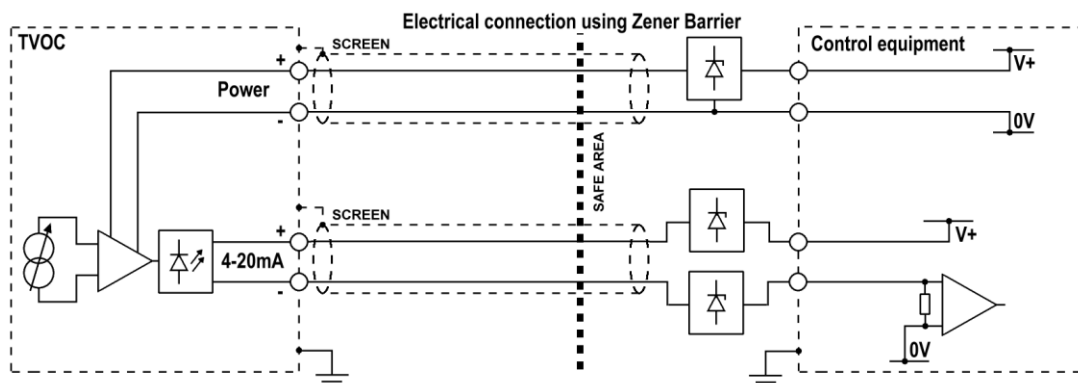 Electrical connection using Zener Barrier
TVOC
SCREEN
Control equipment
+
Power
-
V+
0V
SAFE AREA
SCREEN
+
4-20mA
-
V+
0V